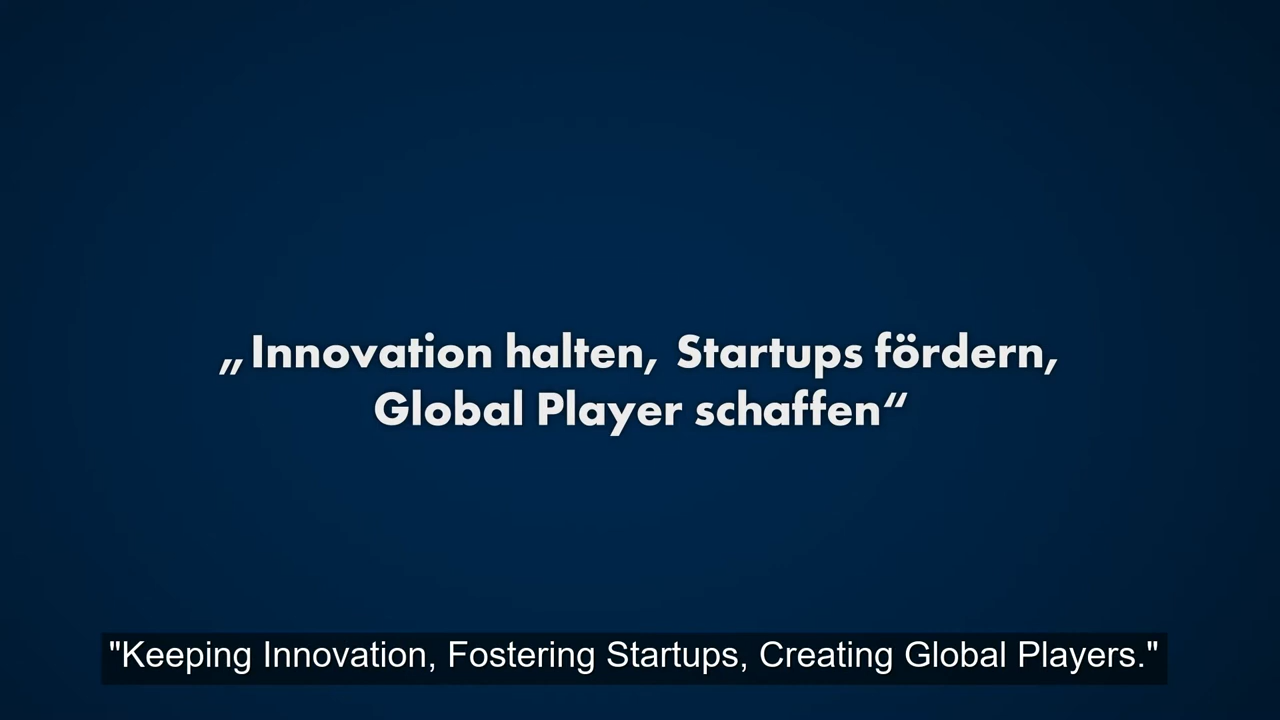 „Innovation halten, Startups fördern,
Global Player schaffen“
"Keeping Innovation, Fostering Startups, Creating Global Players."